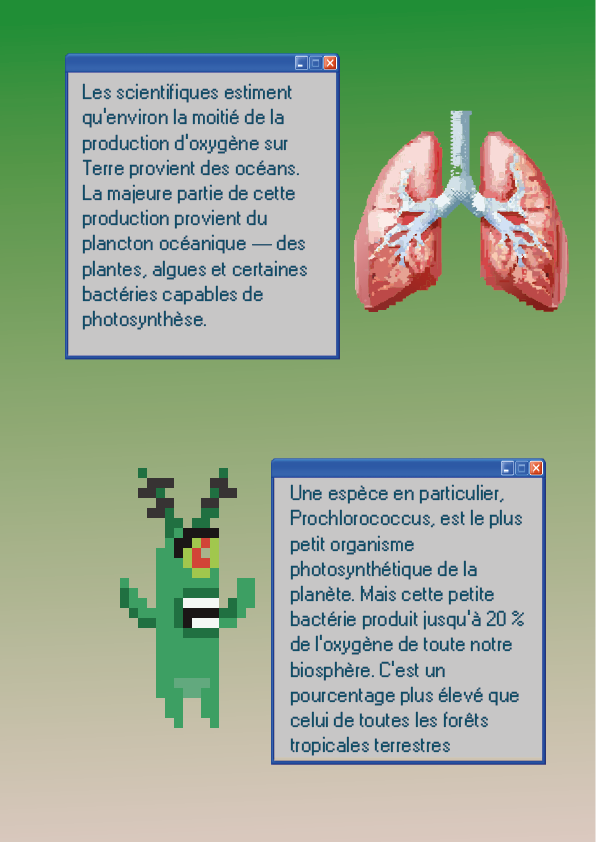 Les scientifiques estiment
qu'environ la moitié de la
production d'oxygène sur
Terre provient des océans.
La majeure partie de cette
production provient du
plancton océanique — des
plantes, algues et certaines
bactéries capables de
photosynthèse.
Une espèce en particulier,
Prochlorococcus, est le plus
petit organisme
photosynthétique de la
planète. Mais cette petite
bactérie produit jusqu'à 20 %
de l'oxygène de toute notre
biosphère. C'est un
pourcentage plus élevé que
celui de toutes les forêts
tropicales terrestres